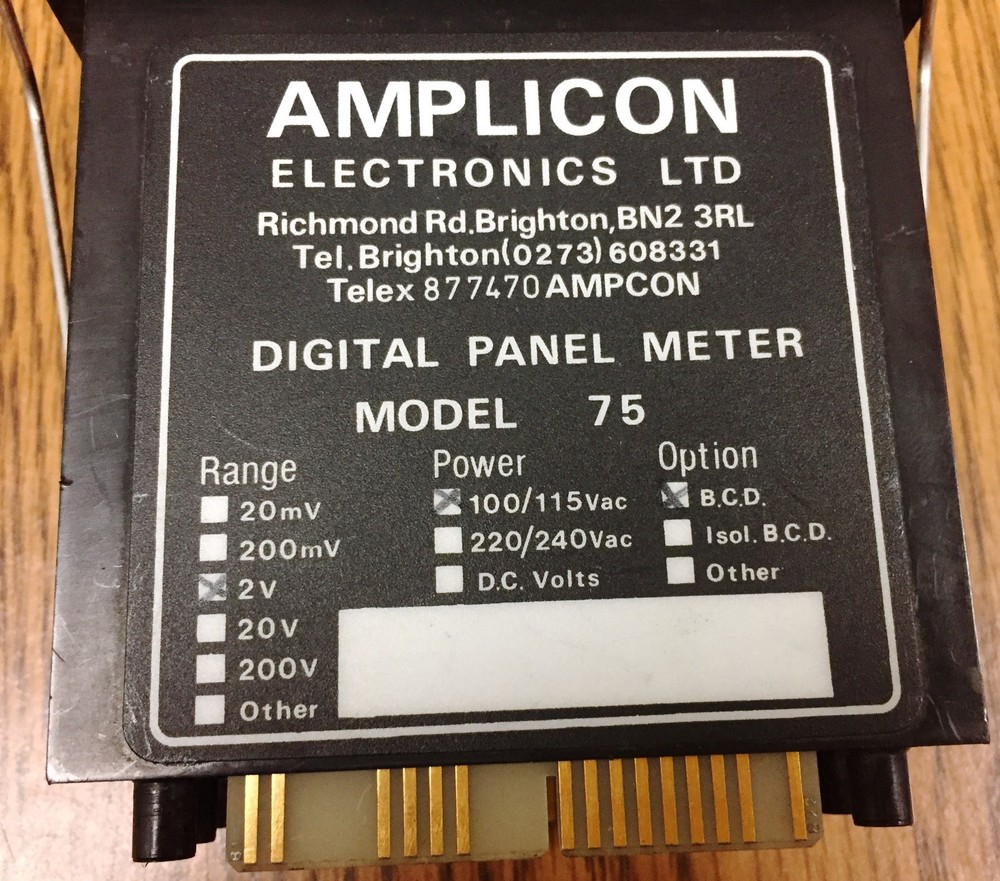 AMPLICON
ELECTRONICS LTD
Richmond Rd.Brighton,BN2 3RL
Tel. Brighton(0273) 608331
Telex 877470 AMPCON
DIGITAL PANEL METER
MODEL 75
Range Power Option
20mV 100/115Vac B.C.D.
200mV 220/240Vac Isol. B.C.D.
2V D.C. Volts Other
20V
200V
Other